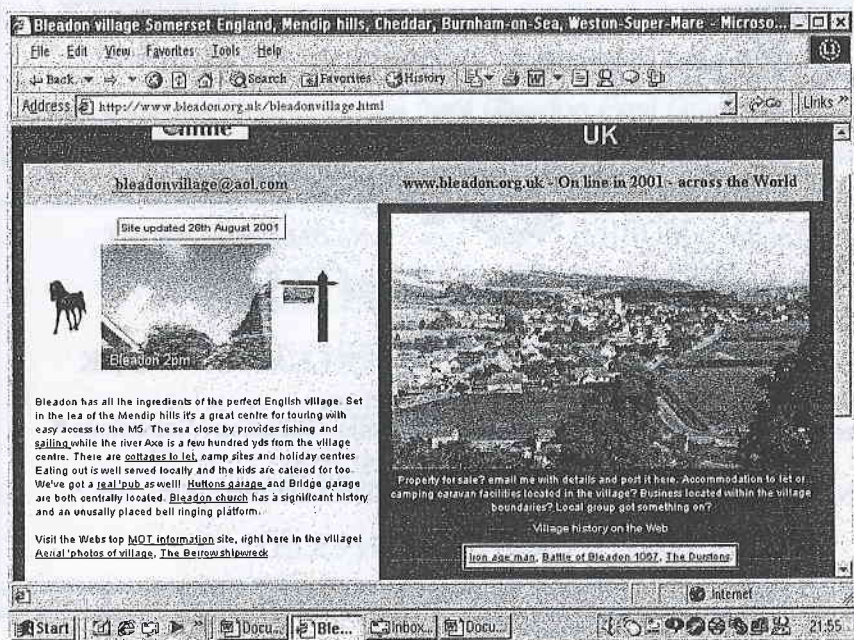 Bleadon village Somerset England, Mendip hills, Cheddar, Burnham-on-Sea, Weston-Super-Mare - Microso...
File Edit View Favorites Tools Help
Back Search Favorites History
Address http://www.bleadon.org.uk/bleadonvillage.html Go Links »
Online
UK
bleadonvillage@aol.com
www.bleadon.org.uk - On line in 2001 - across the World
Site updated 26th August 2001
Bleadon 2pm
Bleadon has all the ingredients of the perfect English village. Set
in the lea of the Mendip hills it's a great centre for touring with
easy access to the M5. The sea close by provides fishing and
sailing while the river Axe is a few hundred yds from the village
centre. There are cottages to let, camp sites and holiday centres.
Eating out is well served locally and the kids are catered for too.
We've got a real 'pub as well! Huttons garage and Bridge garage
are both centrally located. Bleadon church has a significant history
and an unusally placed bell ringing platform.
Visit the Webs top MOT information site, right here in the village!
Aerial 'photos of village, The Berrow shipwreck
Property for sale? email me with details and post it here. Accommodation to let or
camping caravan facilities located in the village? Business located within the village
boundaries? Local group got something on?
Village history on the Web
Iron age man, Battle of Bleadon 1067, The Durstons
Internet
Start » Docu... Ble... Inbox... Docu... 21:55